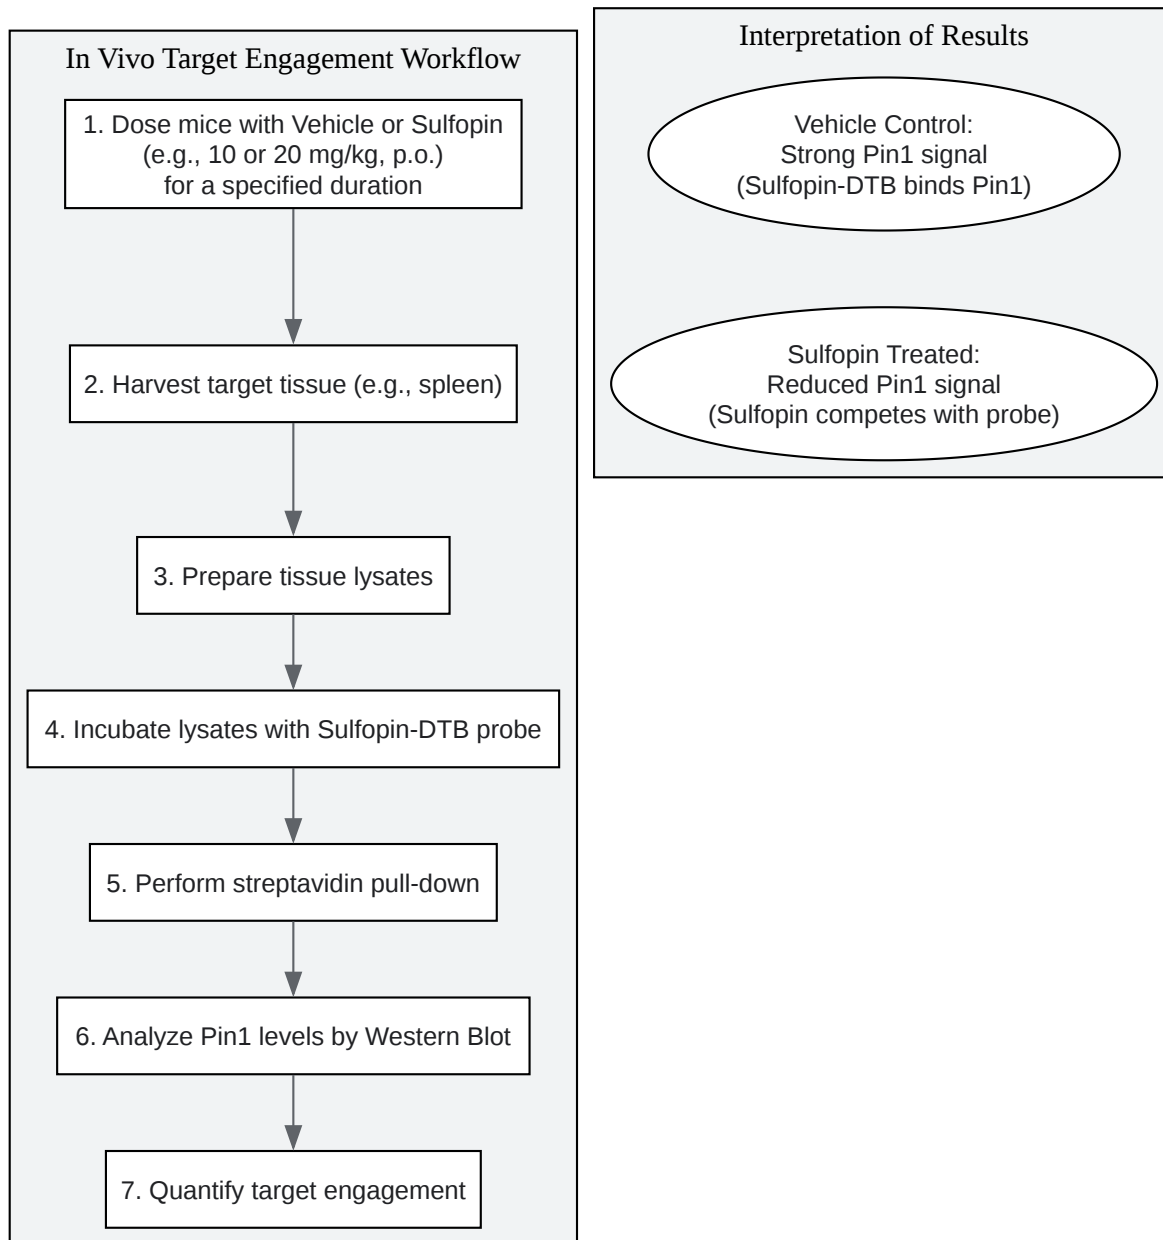 In Vivo Target Engagement Workflow
1. Dose mice with Vehicle or Sulfopin
(e.g., 10 or 20 mg/kg, p.o.)
for a specified duration
2. Harvest target tissue (e.g., spleen)
3. Prepare tissue lysates
4. Incubate lysates with Sulfopin-DTB probe
5. Perform streptavidin pull-down
6. Analyze Pin1 levels by Western Blot
7. Quantify target engagement
Interpretation of Results
Vehicle Control:
Strong Pin1 signal
(Sulfopin-DTB binds Pin1)
Sulfopin Treated:
Reduced Pin1 signal
(Sulfopin competes with probe)